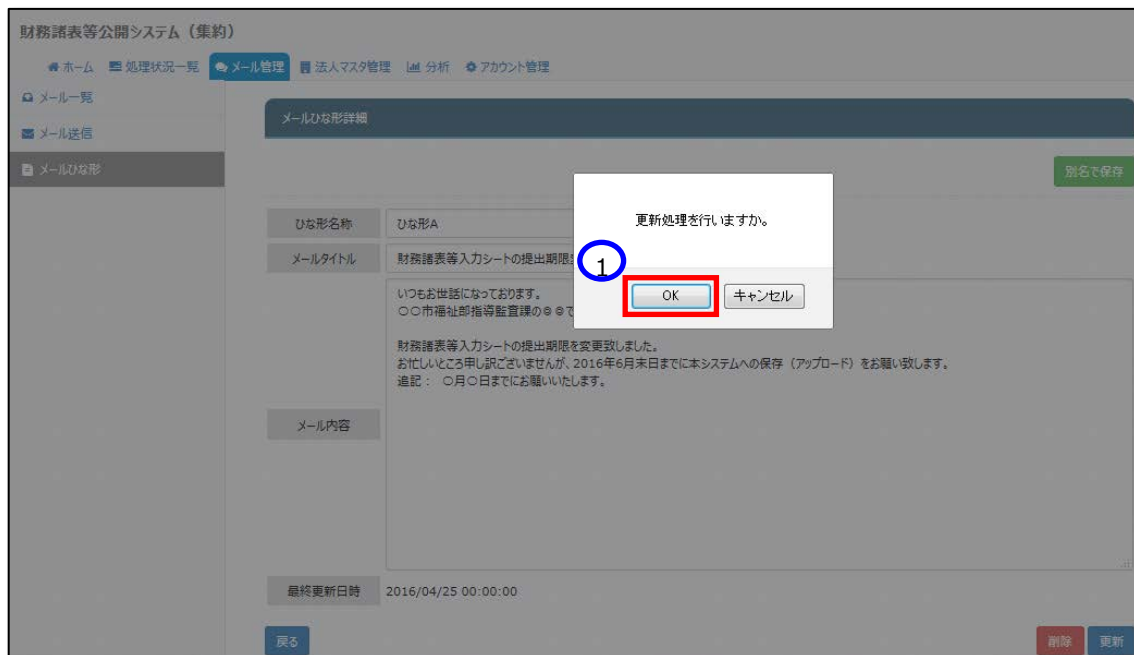 財務諸表等公開システム（集約）
ホーム 処理状況一覧 メール管理 法人マスタ管理 分析 アカウント管理
メール一覧
メール送信
メールひな形
メールひな形詳細
別名で保存
更新処理を行いますか。
1
OK キャンセル
ひな形名称 ひな形A
メールタイトル 財務諸表等入力シートの提出期限
いつもお世話になっております。
〇〇市福祉部指導監査課の◎◎で
財務諸表等入力シートの提出期限を変更致しました。
お忙しいところ申し訳ございませんが、2016年6月末日までに本システムへの保存（アップロード）をお願い致します。
追記： 〇月〇日までにお願いいたします。
メール内容
最終更新日時 2016/04/25 00:00:00
戻る 削除 更新